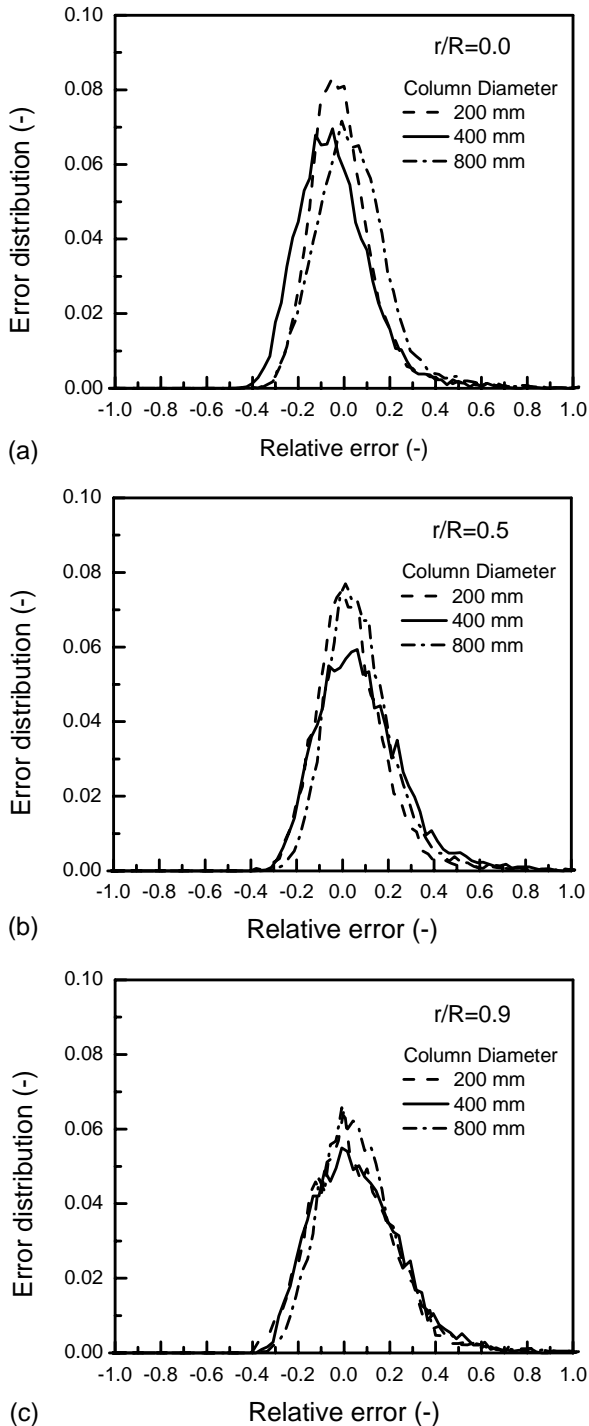 0.10
r/R=0.0
Column Diameter
0.08
200 mm
400 mm
800 mm
0.06
0.04
0.02
0.00
Error distribution (-)
-1.0 -0.8 -0.6 -0.4 -0.2 0.0 0.2 0.4 0.6 0.8 1.0
(a)
Relative error (-)
0.10
r/R=0.5
Column Diameter
0.08
200 mm
400 mm
800 mm
0.06
0.04
0.02
0.00
Error distribution (-)
-1.0 -0.8 -0.6 -0.4 -0.2 0.0 0.2 0.4 0.6 0.8 1.0
(b)
Relative error (-)
0.10
r/R=0.9
Column Diameter
0.08
200 mm
400 mm
800 mm
0.06
0.04
0.02
0.00
Error distribution (-)
-1.0 -0.8 -0.6 -0.4 -0.2 0.0 0.2 0.4 0.6 0.8 1.0
(c)
Relative error (-)